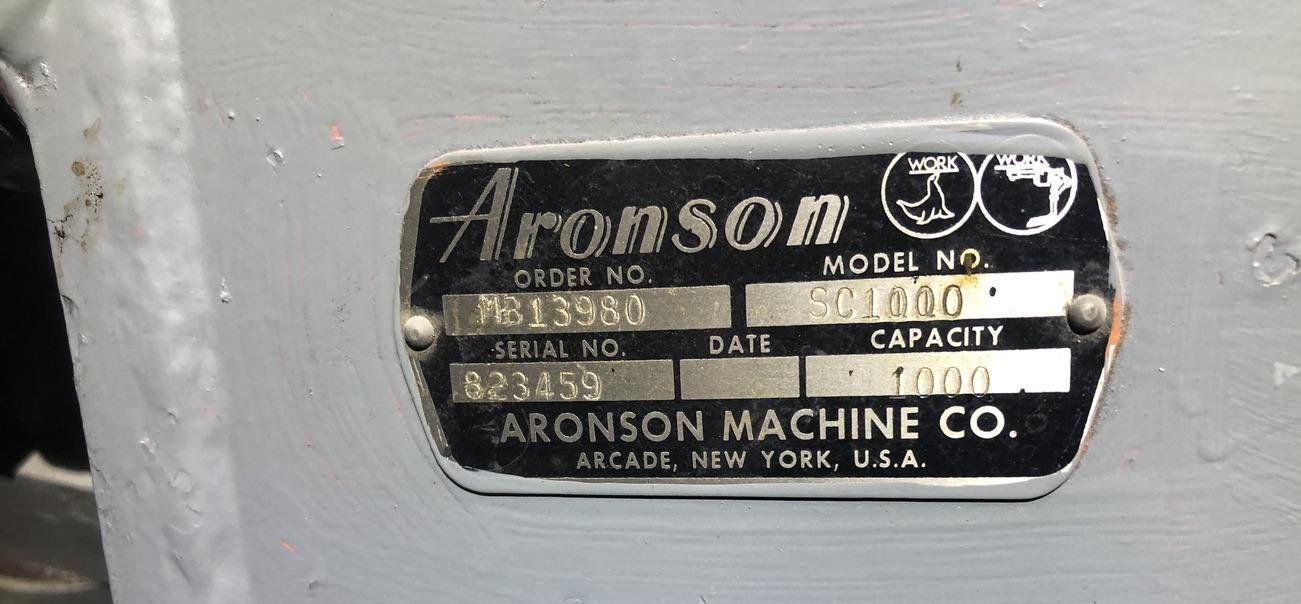 WORK WORK
Aronson
ORDER NO. MODEL NO.
MB13980 SC1000
SERIAL NO. DATE CAPACITY
823459 1000
ARONSON MACHINE CO.
ARCADE, NEW YORK, U.S.A.